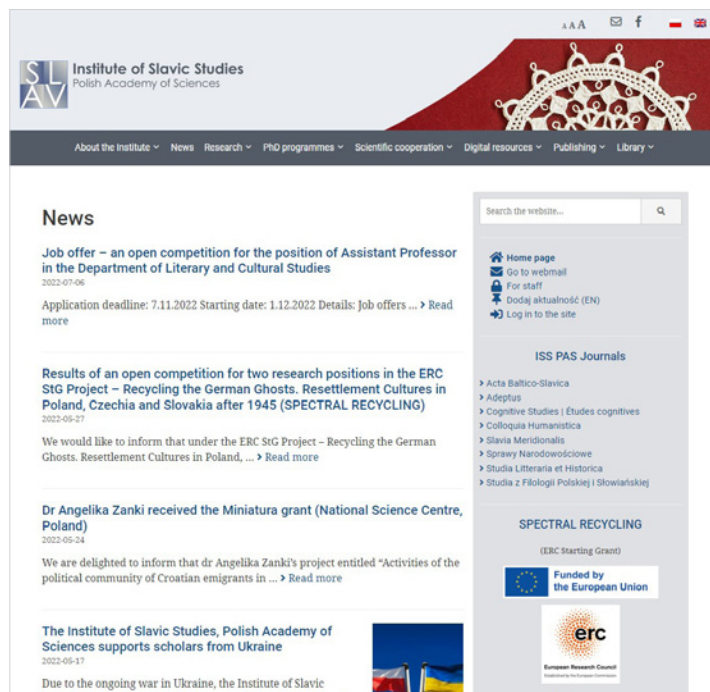 A A A
SL
AV
Institute of Slavic Studies
Polish Academy of Sciences
About the Institute
News
Research
PhD programmes
Scientific cooperation
Digital resources
Publishing
Library
News
Job offer – an open competition for the position of Assistant Professor
in the Department of Literary and Cultural Studies
2022-07-06
Application deadline: 7.11.2022 Starting date: 1.12.2022 Details: Job offers ... > Read
more
Results of an open competition for two research positions in the ERC
StG Project – Recycling the German Ghosts. Resettlement Cultures in
Poland, Czechia and Slovakia after 1945 (SPECTRAL RECYCLING)
2022-05-27
We would like to inform that under the ERC StG Project – Recycling the German
Ghosts. Resettlement Cultures in Poland, ... > Read more
Dr Angelika Zanki received the Miniatura grant (National Science Centre,
Poland)
2022-05-24
We are delighted to inform that dr Angelika Zanki's project entitled “Activities of the
political community of Croatian emigrants in ... > Read more
The Institute of Slavic Studies, Polish Academy of
Sciences supports scholars from Ukraine
2022-05-17
Due to the ongoing war in Ukraine, the Institute of Slavic
Search the website...
Home page
Go to webmail
For staff
Dodaj aktualność (EN)
Log in to the site
ISS PAS Journals
> Acta Baltico-Slavica
> Adeptus
> Cognitive Studies | Études cognitives
> Colloquia Humanistica
> Slavia Meridionalis
> Sprawy Narodowościowe
> Studia Litteraria et Historica
> Studia z Filologii Polskiej i Słowiańskiej
SPECTRAL RECYCLING
(ERC Starting Grant)
Funded by
the European Union
erc
European Research Council
Established by the European Commission